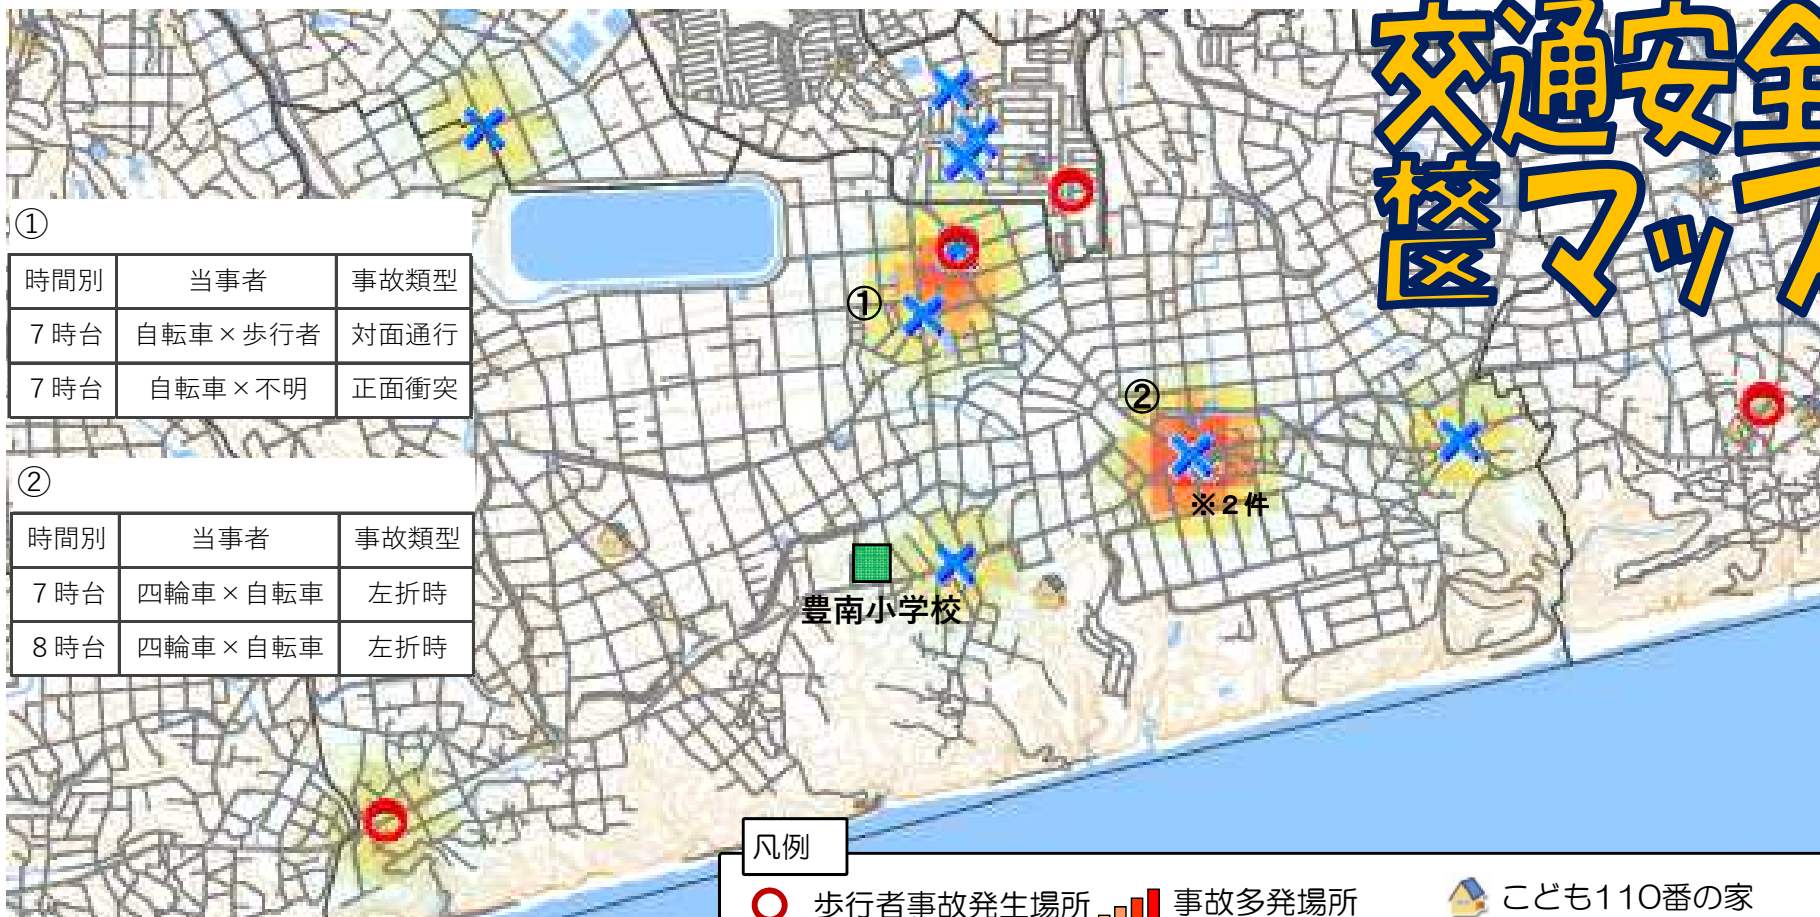 交通安全
校区マップ
①
時間別 当事者 事故類型
7時台 自転車×歩行者 対面通行
7時台 自転車×不明 正面衝突
②
時間別 当事者 事故類型
7時台 四輪車×自転車 左折時
8時台 四輪車×自転車 左折時
①
②
※2件
豊南小学校
凡例
歩行者事故発生場所 事故多発場所 こども110番の家